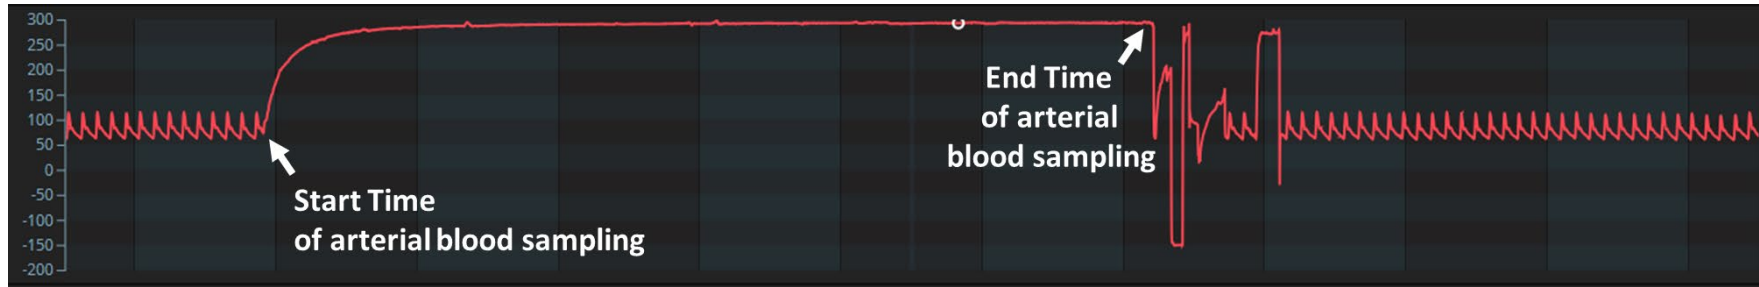 300
250
200
150
100
50
0
-50
-100
-150
-200
Start Time
of arterial blood sampling
End Time
of arterial
blood sampling